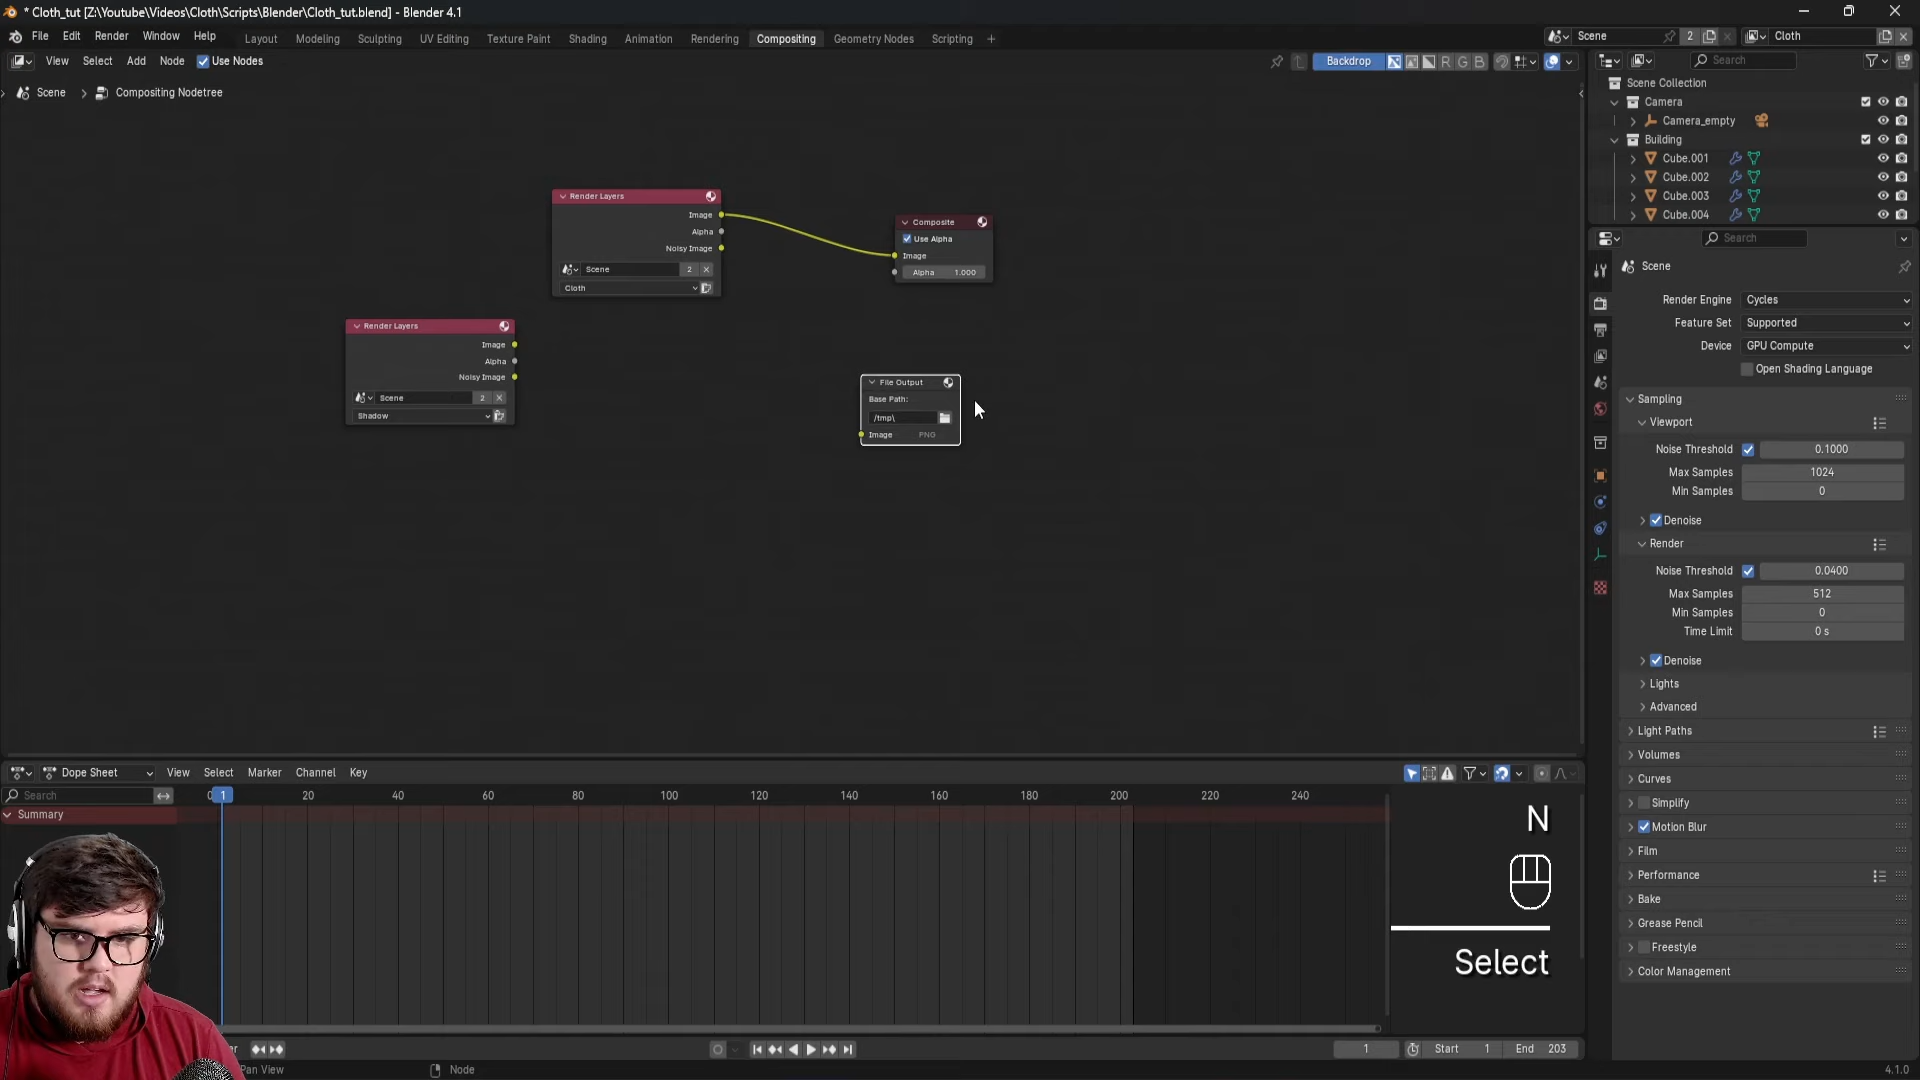 * Cloth_tut [Z:\Youtube\Videos\Cloth\Scripts\Blender\Cloth_tut.blend] - Blender 4.1
File Edit Render Window Help
Layout Modeling Sculpting UV Editing Texture Paint Shading Animation Rendering Compositing Geometry Nodes Scripting +
Scene 2
Cloth
View Select Add Node Use Nodes
Backdrop R G B
Search
Scene > Compositing Nodetree
Scene Collection
Camera
Camera_empty
Building
Cube.001
Cube.002
Cube.003
Cube.004
Render Layers
Image
Alpha
Noisy Image
Scene 2
Cloth
Composite
Use Alpha
Image
Alpha 1.000
Render Layers
Image
Alpha
Noisy Image
Scene 2
Shadow
File Output
Base Path:
/tmp\
Image PNG
Search
Scene
Render Engine Cycles
Feature Set Supported
Device GPU Compute
Open Shading Language
Sampling
Viewport
Noise Threshold 0.1000
Max Samples 1024
Min Samples 0
Denoise
Render
Noise Threshold 0.0400
Max Samples 512
Min Samples 0
Time Limit 0 s
Denoise
Lights
Advanced
Light Paths
Volumes
Curves
Simplify
Motion Blur
Film
Performance
Bake
Grease Pencil
Freestyle
Color Management
Dope Sheet View Select Marker Channel Key
Search
0 1 20 40 60 80 100 120 140 160 180 200 220 240
Summary
N
Select
1 Start 1 End 203
Pan View
Node
4.1.0